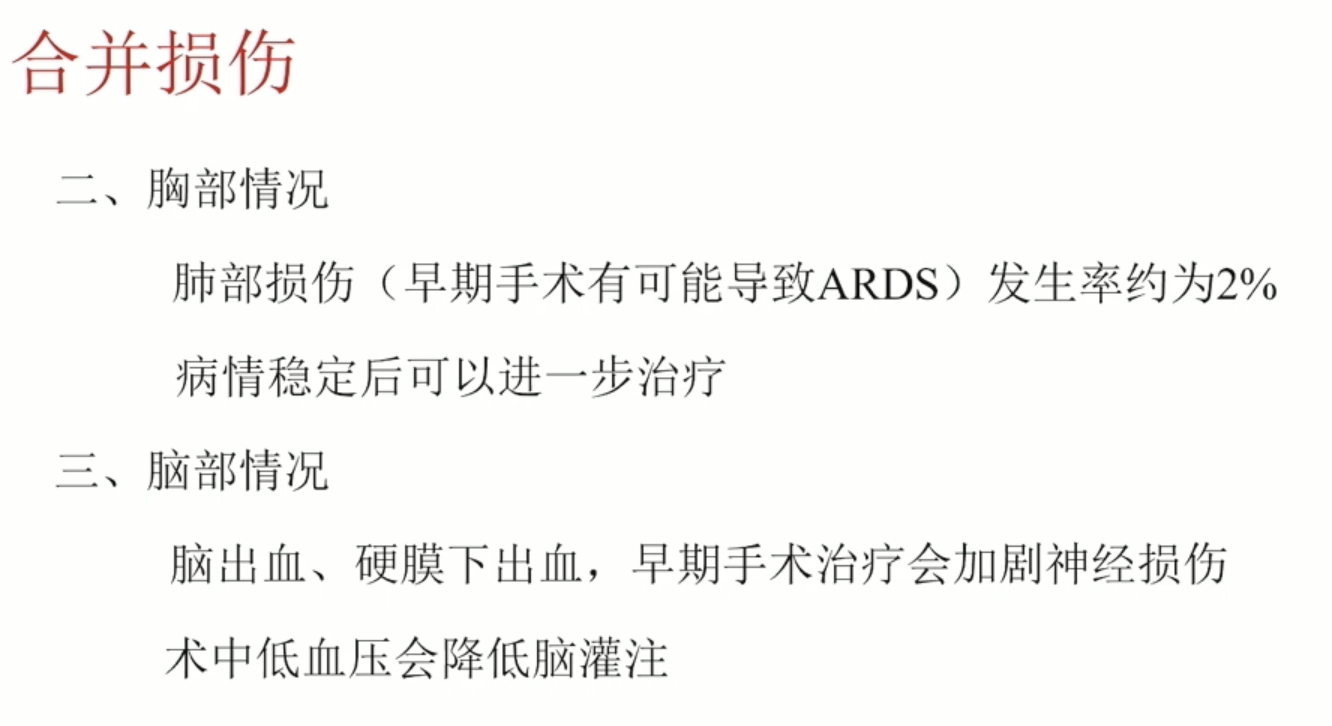 合并损伤
二、胸部情况
肺部损伤（早期手术有可能导致ARDS）发生率约为2%
病情稳定后可以进一步治疗
三、脑部情况
脑出血、硬膜下出血，早期手术治疗会加剧神经损伤
术中低血压会降低脑灌注